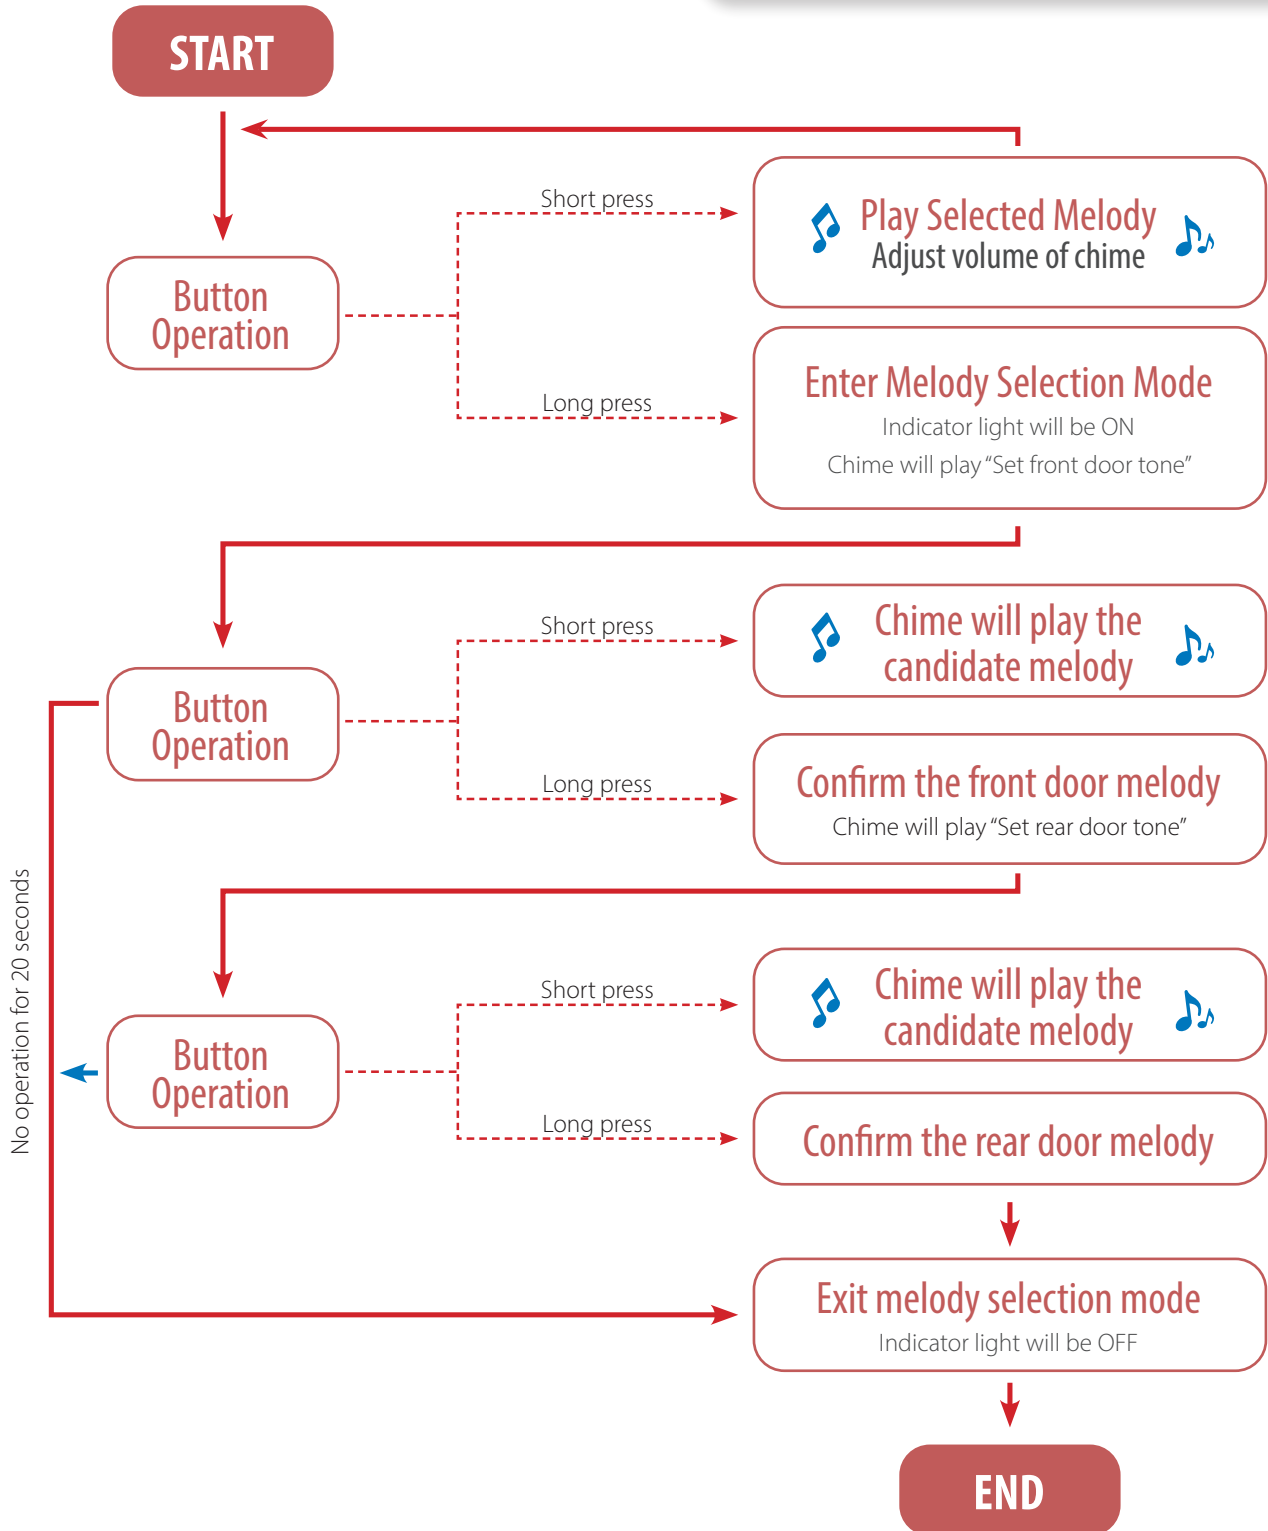 START
Short press
Play Selected Melody
Adjust volume of chime
Button
Operation
Long press
Enter Melody Selection Mode
Indicator light will be ON
Chime will play “Set front door tone”
Short press
Chime will play the
candidate melody
Button
Operation
Long press
Confirm the front door melody
Chime will play “Set rear door tone”
No operation for 20 seconds
Short press
Chime will play the
candidate melody
Button
Operation
Long press
Confirm the rear door melody
Exit melody selection mode
Indicator light will be OFF
END